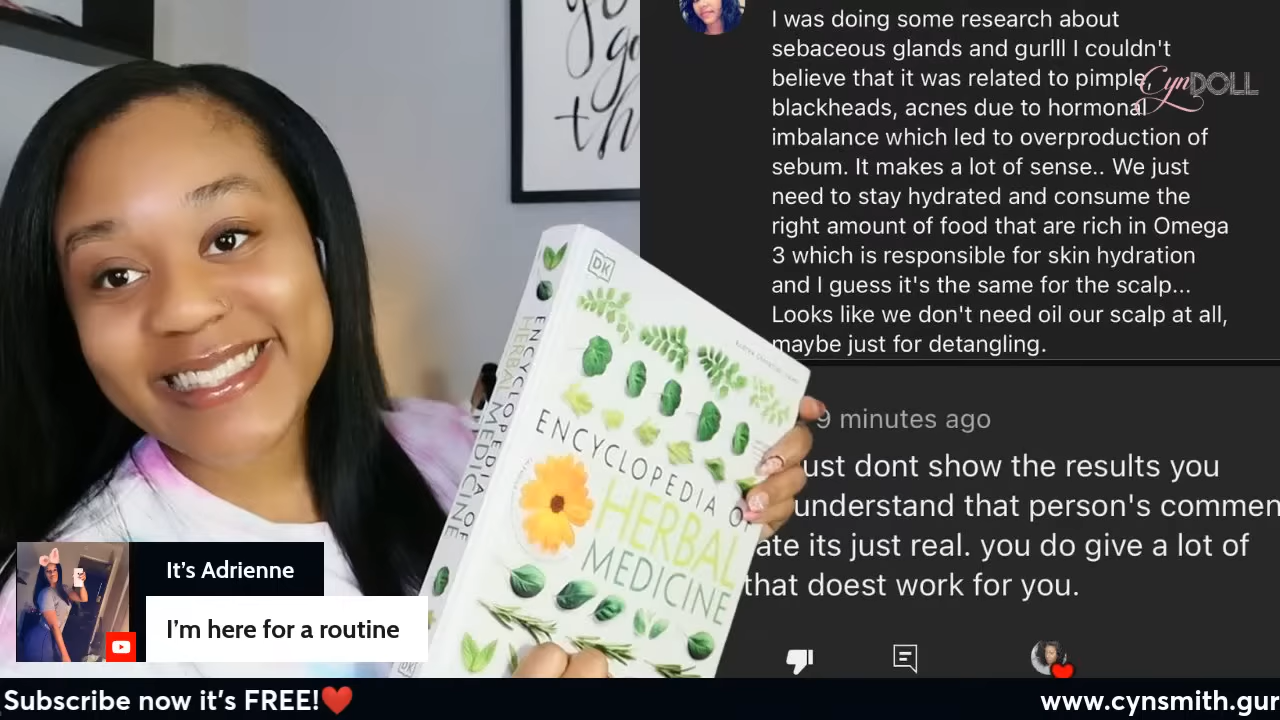 I was doing some research about
sebaceous glands and gurlll I couldn't
believe that it was related to pimple
blackheads, acnes due to hormonal
imbalance which led to overproduction of
sebum. It makes a lot of sense.. We just
need to stay hydrated and consume the
right amount of food that are rich in Omega
3 which is responsible for skin hydration
and I guess it's the same for the scalp...
Looks like we don't need oil our scalp at all,
maybe just for detangling.
CynDOLL
9 minutes ago
ust dont show the results you
understand that person's commen
ate its just real. you do give a lot of
that doest work for you.
DK
ENCYCLOPEDIA OF
HERBAL
MEDICINE
ENCYCLOPEDIA OF
HERBAL MEDICINE
DK
It's Adrienne
I'm here for a routine
Subscribe now it's FREE!❤️
www.cynsmith.gur